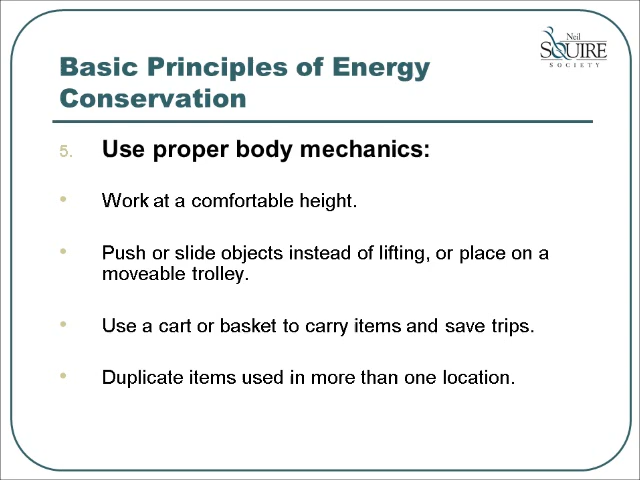 Neil
SQUIRE
SOCIETY
Basic Principles of Energy
Conservation
5. Use proper body mechanics:
• Work at a comfortable height.
• Push or slide objects instead of lifting, or place on a
moveable trolley.
• Use a cart or basket to carry items and save trips.
• Duplicate items used in more than one location.